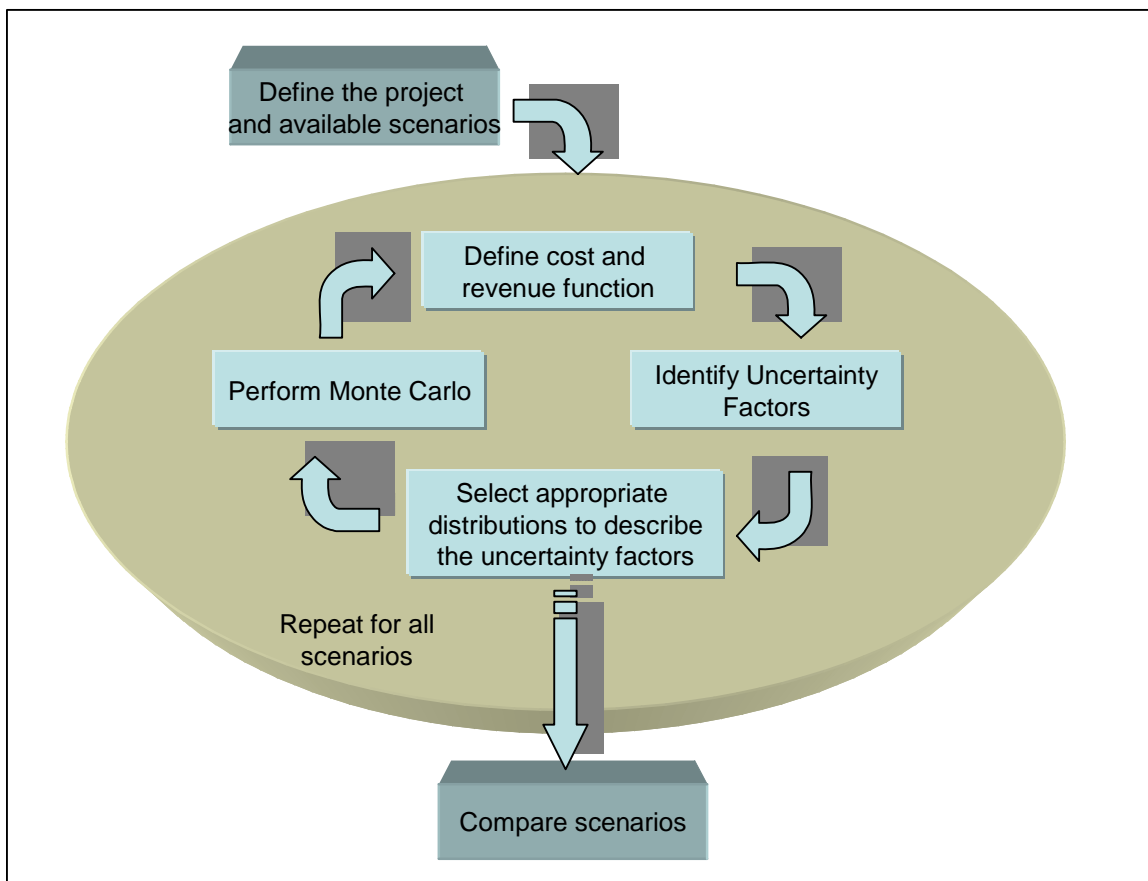 Define the project
and available scenarios
Define cost and
revenue function
Identify Uncertainty
Factors
Perform Monte Carlo
Select appropriate
distributions to describe
the uncertainty factors
Repeat for all
scenarios
Compare scenarios